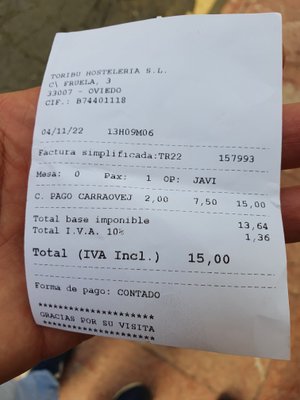 TORIBU HOSTELERIA S.L.
C\ FRUELA, 3
33007 - OVIEDO
CIF.: B74401118
04/11/22 13H09M06
Factura simplificada:TR22 157993
Mesa: 0 Pax: 1 OP: JAVI
C. PAGO CARRAOVEJ 2,00 7,50 15,00
Total base imponible 13,64
Total I.V.A. 10% 1,36
Total (IVA Incl.) 15,00
Forma de pago: CONTADO
********************
GRACIAS POR SU VISITA
********************